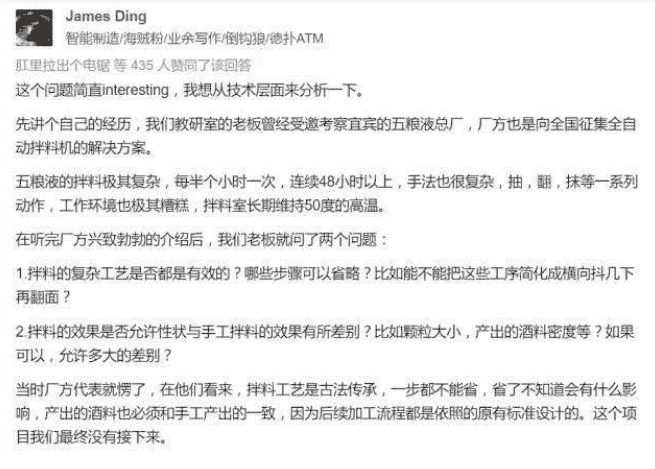 James Ding
智能制造/海贼粉/业余写作/倒钩狼/德扑ATM
肛里拉出个电锯 等 435 人赞同了该回答
这个问题简直interesting，我想从技术层面来分析一下。
先讲个自己的经历，我们教研室的老板曾经受邀考察宜宾的五粮液总厂，厂方也是向全国征集全自
动拌料机的解决方案。
五粮液的拌料极其复杂，每半个小时一次，连续48小时以上，手法也很复杂，抽，翻，抹等一系列
动作，工作环境也极其糟糕，拌料室长期维持50度的高温。
在听完厂方兴致勃勃的介绍后，我们老板就问了两个问题：
1.拌料的复杂工艺是否都是有效的？哪些步骤可以省略？比如能不能把这些工序简化成横向抖几下
再翻面？
2.拌料的效果是否允许性状与手工拌料的效果有所差别？比如颗粒大小，产出的酒料密度等？如果
可以，允许多大的差别？
当时厂方代表就愣了，在他们看来，拌料工艺是古法传承，一步都不能省，省了不知道会有什么影
响，产出的酒料也必须和手工产出的一致，因为后续加工流程都是依照的原有标准设计的。这个项
目我们最终没有接下来。